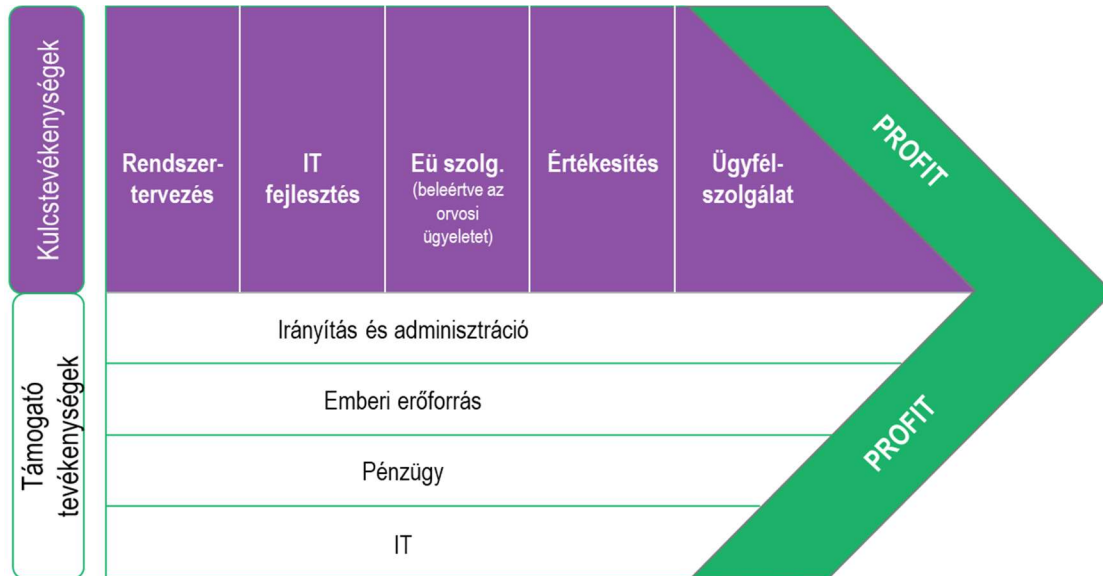 Kulcstevékenységek
Rendszer-
tervezés
IT
fejlesztés
Eü szolg.
(beleértve az
orvosi
ügyeletet)
Értékesítés
Ügyfél-
szolgálat
PROFIT
Támogató
tevékenységek
Irányítás és adminisztráció
Emberi erőforrás
Pénzügy
IT
PROFIT